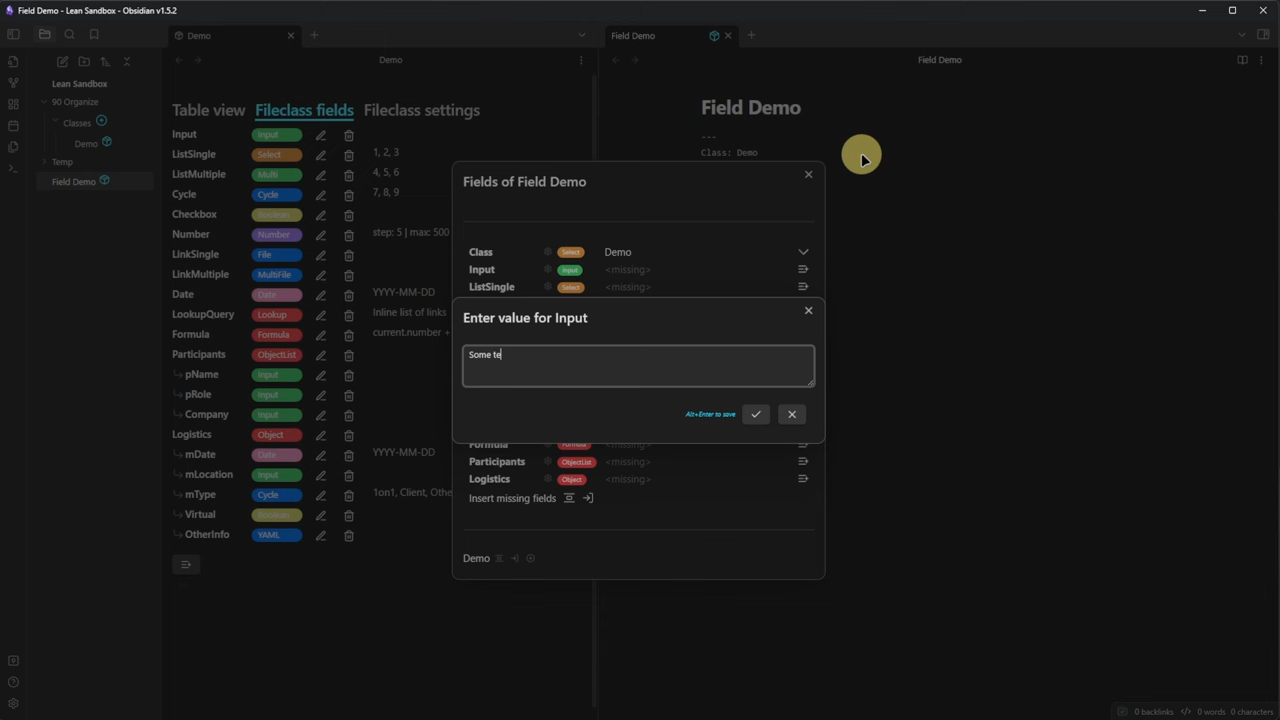 Field Demo - Lean Sandbox - Obsidian v1.5.2
Demo
Field Demo
Demo
Field Demo
Lean Sandbox
90 Organize
Classes
Demo
Temp
Field Demo
Table view Fileclass fields Fileclass settings
Input Input
ListSingle Select 1, 2, 3
ListMultiple Multi 4, 5, 6
Cycle Cycle 7, 8, 9
Checkbox Boolean
Number Number step: 5 | max: 500
LinkSingle File
LinkMultiple MultiFile
Date Date YYYY-MM-DD
LookupQuery Lookup Inline list of links
Formula Formula current.number +
Participants ObjectList
pName Input
pRole Input
Company Input
Logistics Object
mDate Date YYYY-MM-DD
mLocation Input
mType Cycle 1on1, Client, Othe
Virtual Boolean
OtherInfo YAML
Field Demo
---
Class: Demo
Fields of Field Demo
Class Select Demo
Input Input <missing>
ListSingle Select <missing>
Enter value for Input
Some te
Alt+Enter to save
Formula Formula <missing>
Participants ObjectList <missing>
Logistics Object <missing>
Insert missing fields
Demo
0 backlinks 0 words 0 characters